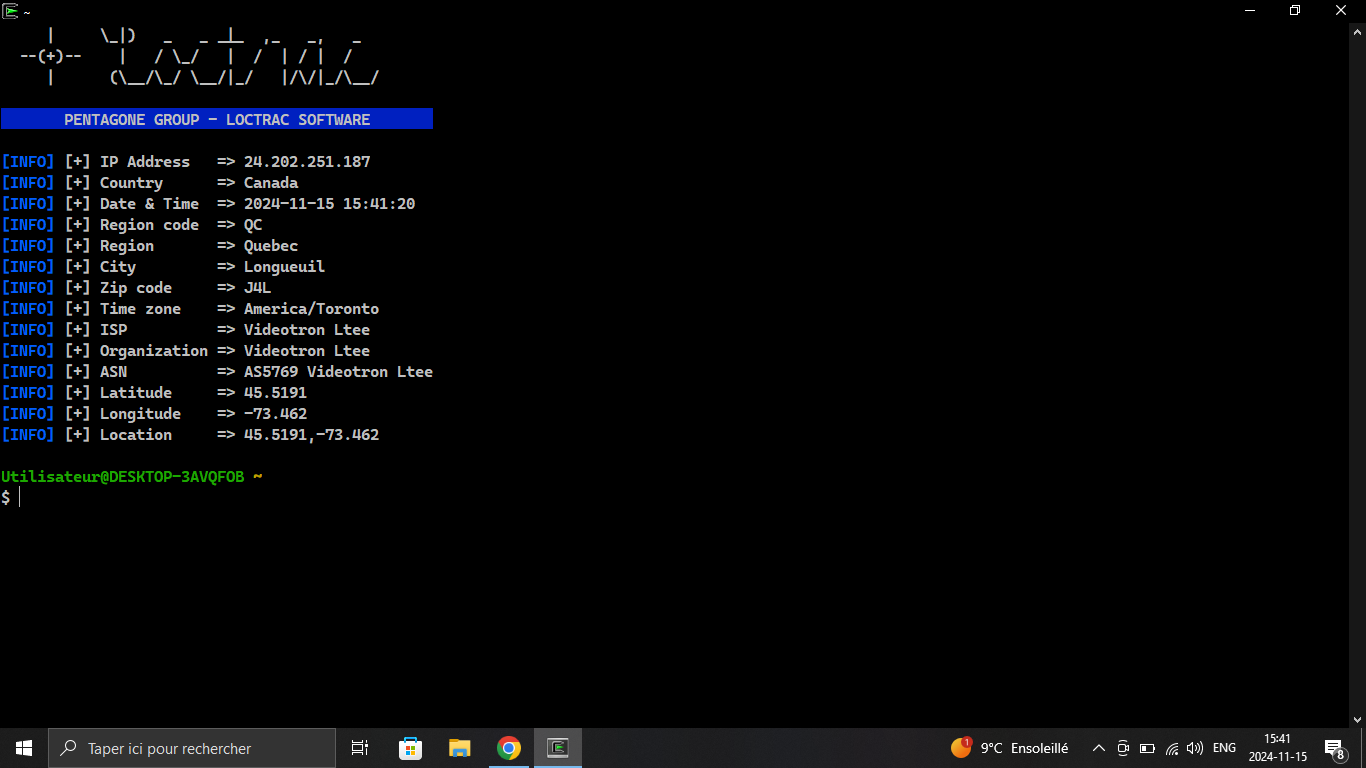 ~
Loctrac
PENTAGONE GROUP - LOCTRAC SOFTWARE
[INFO] [+] IP Address => 24.202.251.187
[INFO] [+] Country => Canada
[INFO] [+] Date & Time => 2024-11-15 15:41:20
[INFO] [+] Region code => QC
[INFO] [+] Region => Quebec
[INFO] [+] City => Longueuil
[INFO] [+] Zip code => J4L
[INFO] [+] Time zone => America/Toronto
[INFO] [+] ISP => Videotron Ltee
[INFO] [+] Organization => Videotron Ltee
[INFO] [+] ASN => AS5769 Videotron Ltee
[INFO] [+] Latitude => 45.5191
[INFO] [+] Longitude => -73.462
[INFO] [+] Location => 45.5191,-73.462
Utilisateur@DESKTOP-3AVQFOB ~
$
Taper ici pour rechercher
1
9°C Ensoleillé
ENG
15:41
2024-11-15
8